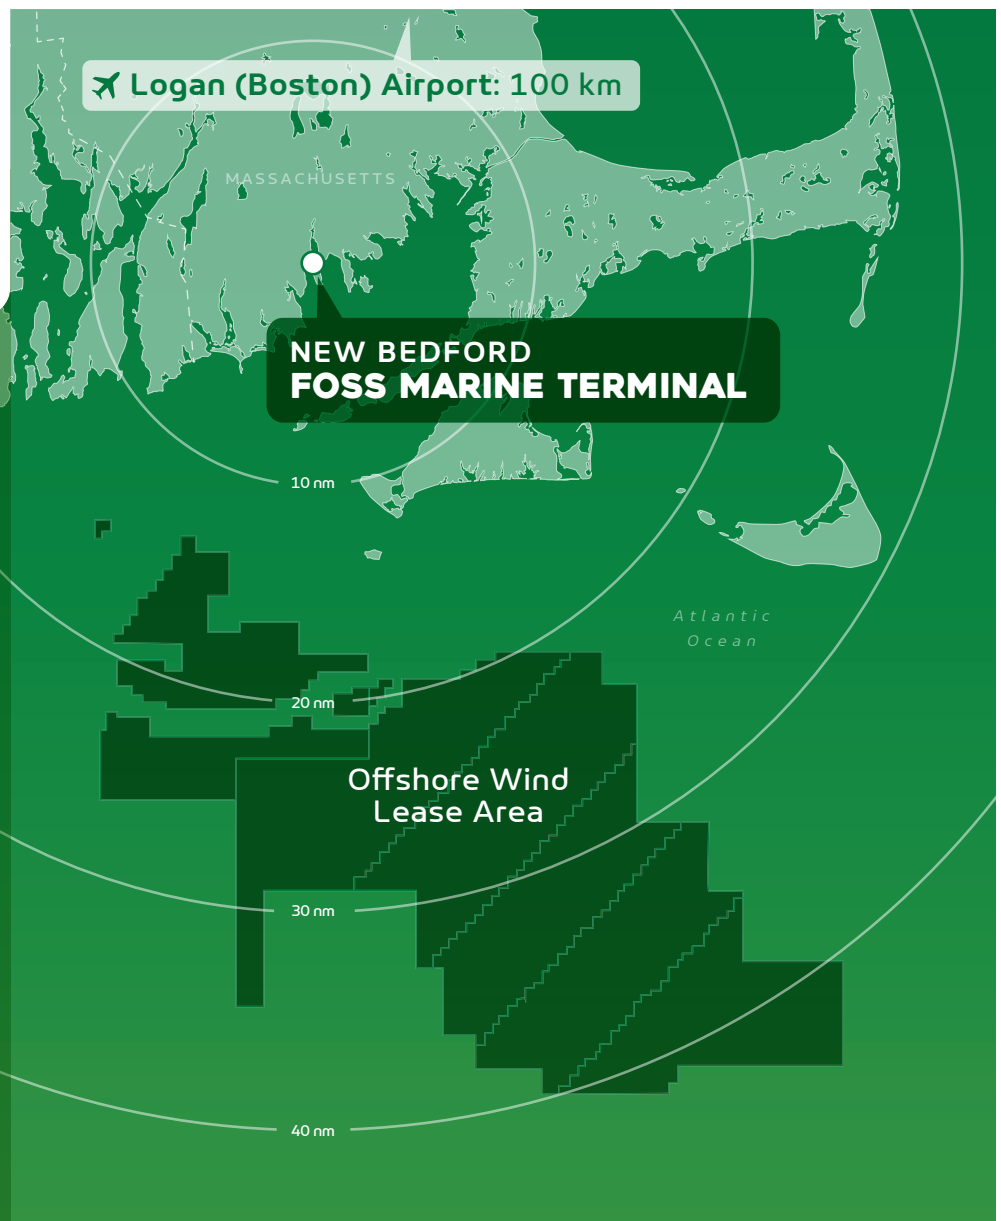 Logan (Boston) Airport: 100 km
MASSACHUSETTS
NEW BEDFORD
FOSS MARINE TERMINAL
10 nm
Atlantic
Ocean
20 nm
Offshore Wind
Lease Area
30 nm
40 nm